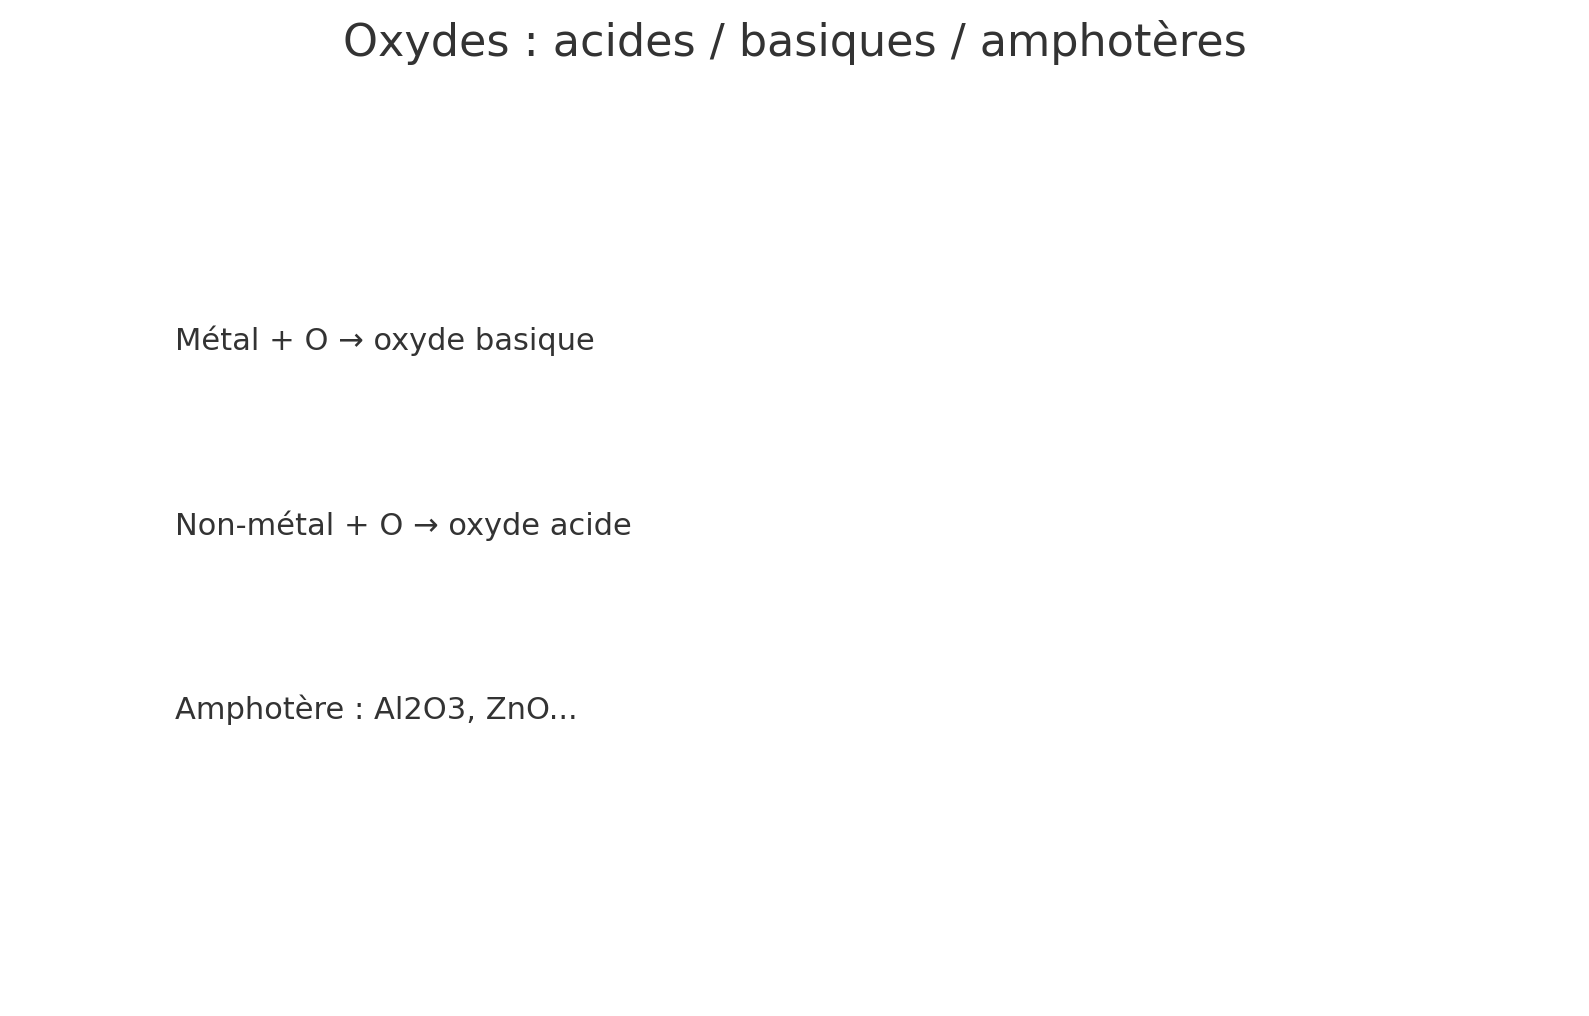 Oxydes : acides / basiques / amphotères
Métal + O → oxyde basique
Non-métal + O → oxyde acide
Amphotère : Al2O3, ZnO...